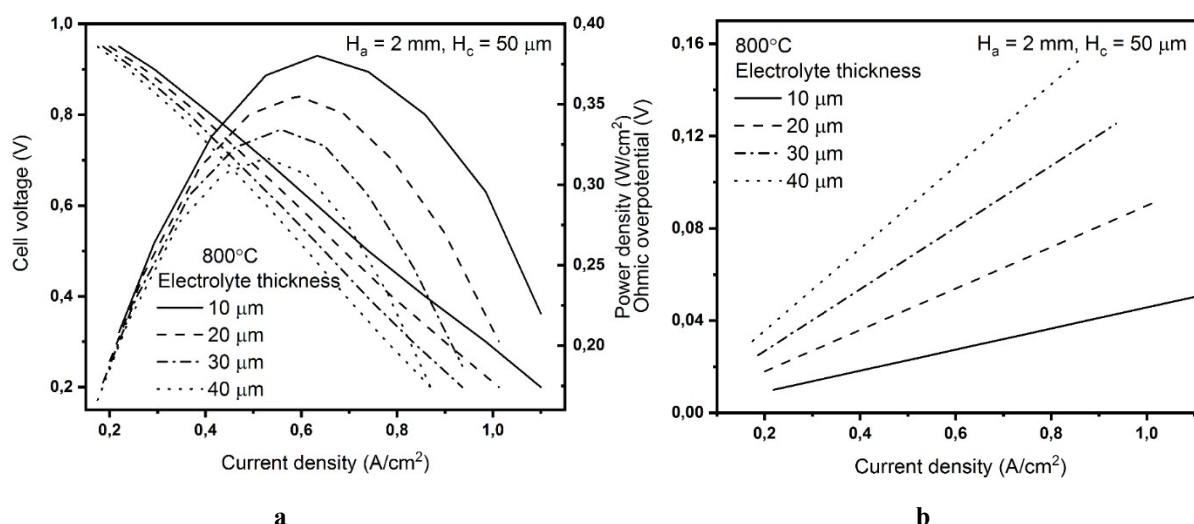 H_a = 2 mm, H_c = 50 μm
1,0
0,8
0,6
0,4
0,2
Cell voltage (V)
800°C
Electrolyte thickness
10 μm
20 μm
30 μm
40 μm
0,2 0,4 0,6 0,8 1,0
Current density (A/cm²)
0,40
0,35
0,30
0,25
0,20
Power density (W/cm²)
a
Ohmic overpotential (V)
0,16
0,12
0,08
0,04
0,00
800°C
H_a = 2 mm, H_c = 50 μm
Electrolyte thickness
10 μm
20 μm
30 μm
40 μm
0,2 0,4 0,6 0,8 1,0
Current density (A/cm²)
b